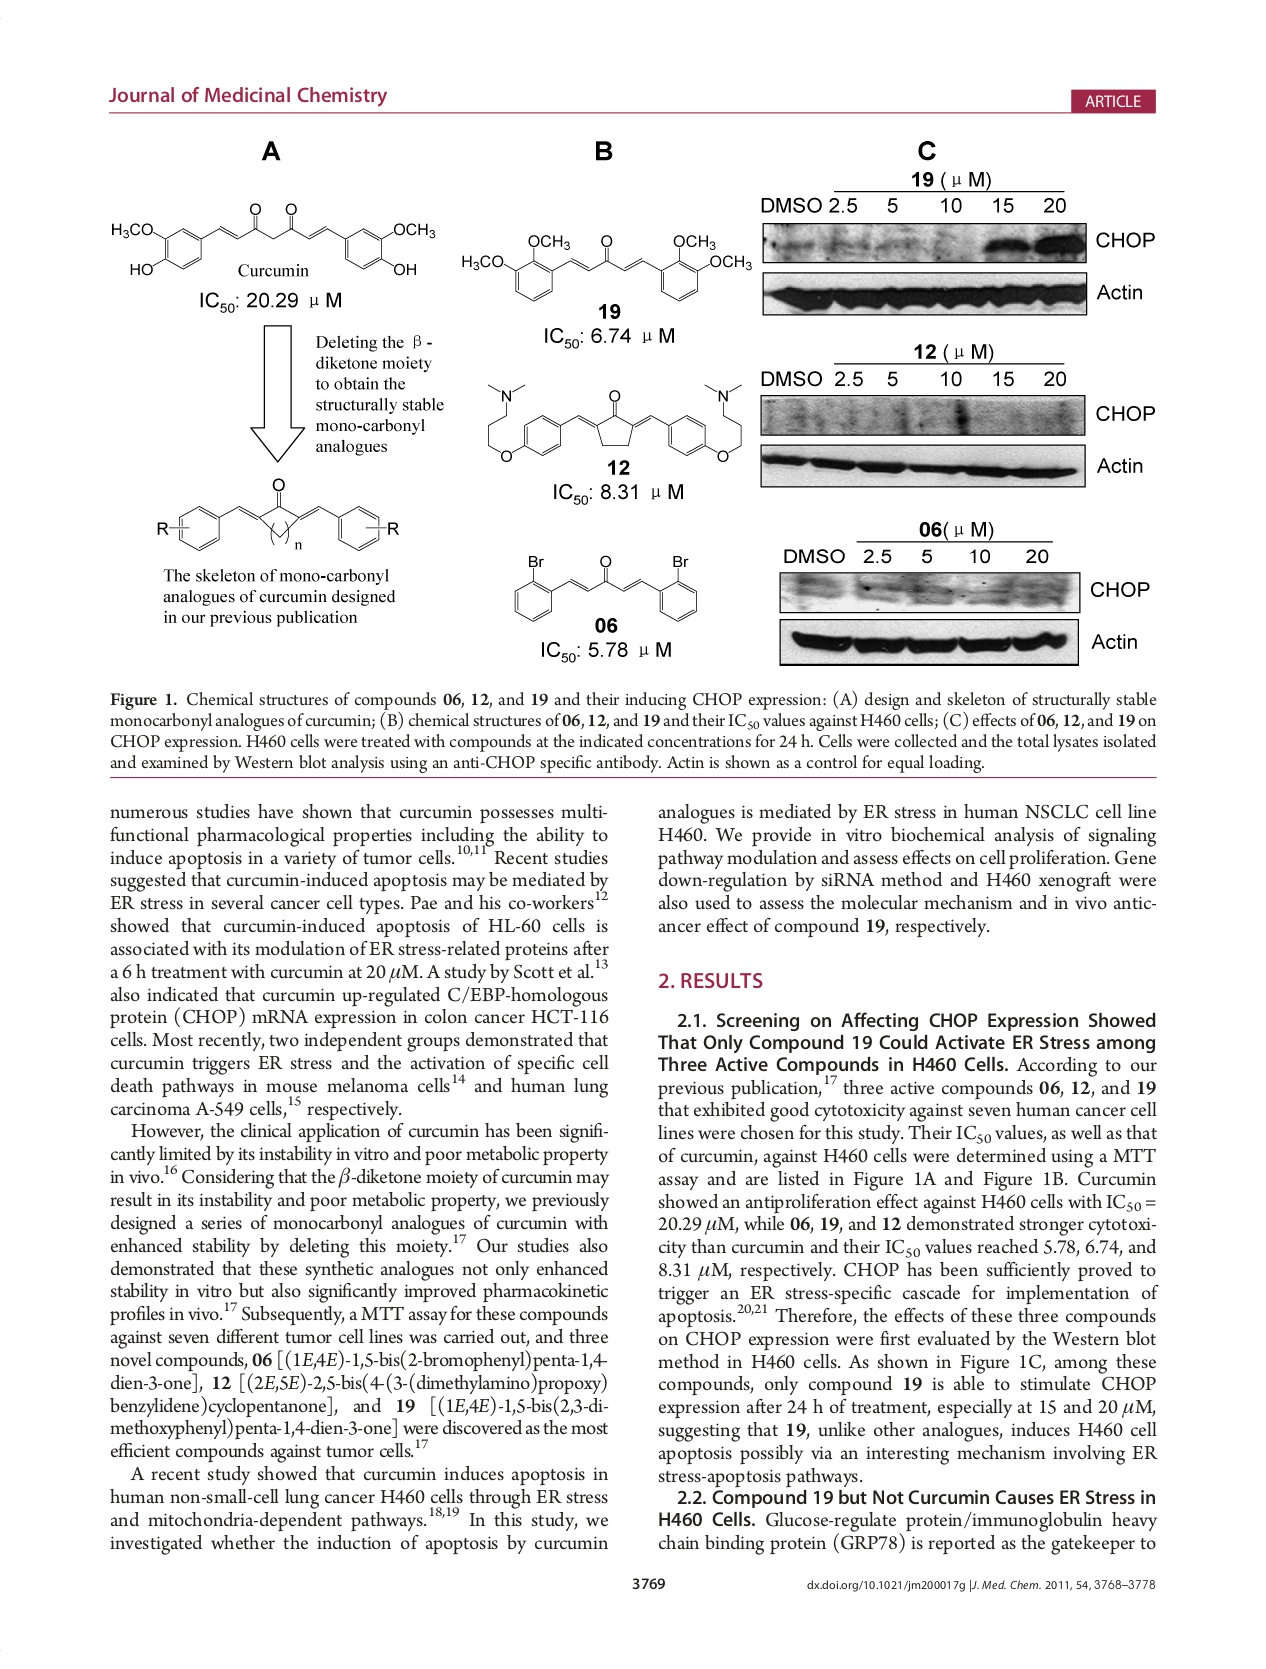 Journal of Medicinal Chemistry
ARTICLE
A
O O
H₃CO OCH₃
HO OH
Curcumin
IC₅₀: 20.29 μ M
Deleting the β -
diketone moiety
to obtain the
structurally stable
mono-carbonyl
analogues
O
R R
n
The skeleton of mono-carbonyl
analogues of curcumin designed
in our previous publication
B
OCH₃ O OCH₃
H₃CO OCH₃
19
IC₅₀: 6.74 μ M
N N
O
O O
12
IC₅₀: 8.31 μ M
Br O Br
06
IC₅₀: 5.78 μ M
C
19 ( μ M)
DMSO 2.5 5 10 15 20
CHOP
Actin
12 ( μ M)
DMSO 2.5 5 10 15 20
CHOP
Actin
06( μ M)
DMSO 2.5 5 10 20
CHOP
Actin
Figure 1. Chemical structures of compounds 06, 12, and 19 and their inducing CHOP expression: (A) design and skeleton of structurally stable
monocarbonyl analogues of curcumin; (B) chemical structures of 06, 12, and 19 and their IC₅₀ values against H460 cells; (C) effects of 06, 12, and 19 on
CHOP expression. H460 cells were treated with compounds at the indicated concentrations for 24 h. Cells were collected and the total lysates isolated
and examined by Western blot analysis using an anti-CHOP specific antibody. Actin is shown as a control for equal loading.
numerous studies have shown that curcumin possesses multi-
functional pharmacological properties including the ability to
induce apoptosis in a variety of tumor cells.¹⁰,¹¹ Recent studies
suggested that curcumin-induced apoptosis may be mediated by
ER stress in several cancer cell types. Pae and his co-workers¹²
showed that curcumin-induced apoptosis of HL-60 cells is
associated with its modulation of ER stress-related proteins after
a 6 h treatment with curcumin at 20 μM. A study by Scott et al.¹³
also indicated that curcumin up-regulated C/EBP-homologous
protein (CHOP) mRNA expression in colon cancer HCT-116
cells. Most recently, two independent groups demonstrated that
curcumin triggers ER stress and the activation of specific cell
death pathways in mouse melanoma cells¹⁴ and human lung
carcinoma A-549 cells,¹⁵ respectively.
However, the clinical application of curcumin has been signifi-
cantly limited by its instability in vitro and poor metabolic property
in vivo.¹⁶ Considering that the β-diketone moiety of curcumin may
result in its instability and poor metabolic property, we previously
designed a series of monocarbonyl analogues of curcumin with
enhanced stability by deleting this moiety.¹⁷ Our studies also
demonstrated that these synthetic analogues not only enhanced
stability in vitro but also significantly improved pharmacokinetic
profiles in vivo.¹⁷ Subsequently, a MTT assay for these compounds
against seven different tumor cell lines was carried out, and three
novel compounds, 06 [(1E,4E)-1,5-bis(2-bromophenyl)penta-1,4-
dien-3-one], 12 [(2E,5E)-2,5-bis(4-(3-(dimethylamino)propoxy)
benzylidene)cyclopentanone], and 19 [(1E,4E)-1,5-bis(2,3-di-
methoxyphenyl)penta-1,4-dien-3-one] were discovered as the most
efficient compounds against tumor cells.¹⁷
A recent study showed that curcumin induces apoptosis in
human non-small-cell lung cancer H460 cells through ER stress
and mitochondria-dependent pathways.¹⁸,¹⁹ In this study, we
investigated whether the induction of apoptosis by curcumin
analogues is mediated by ER stress in human NSCLC cell line
H460. We provide in vitro biochemical analysis of signaling
pathway modulation and assess effects on cell proliferation. Gene
down-regulation by siRNA method and H460 xenograft were
also used to assess the molecular mechanism and in vivo antic-
ancer effect of compound 19, respectively.
2. RESULTS
2.1. Screening on Affecting CHOP Expression Showed
That Only Compound 19 Could Activate ER Stress among
Three Active Compounds in H460 Cells. According to our
previous publication,¹⁷ three active compounds 06, 12, and 19
that exhibited good cytotoxicity against seven human cancer cell
lines were chosen for this study. Their IC₅₀ values, as well as that
of curcumin, against H460 cells were determined using a MTT
assay and are listed in Figure 1A and Figure 1B. Curcumin
showed an antiproliferation effect against H460 cells with IC₅₀ =
20.29 μM, while 06, 19, and 12 demonstrated stronger cytotoxi-
city than curcumin and their IC₅₀ values reached 5.78, 6.74, and
8.31 μM, respectively. CHOP has been sufficiently proved to
trigger an ER stress-specific cascade for implementation of
apoptosis.²⁰,²¹ Therefore, the effects of these three compounds
on CHOP expression were first evaluated by the Western blot
method in H460 cells. As shown in Figure 1C, among these
compounds, only compound 19 is able to stimulate CHOP
expression after 24 h of treatment, especially at 15 and 20 μM,
suggesting that 19, unlike other analogues, induces H460 cell
apoptosis possibly via an interesting mechanism involving ER
stress-apoptosis pathways.
2.2. Compound 19 but Not Curcumin Causes ER Stress in
H460 Cells. Glucose-regulate protein/immunoglobulin heavy
chain binding protein (GRP78) is reported as the gatekeeper to
3769
dx.doi.org/10.1021/jm200017g |J. Med. Chem. 2011, 54, 3768–3778